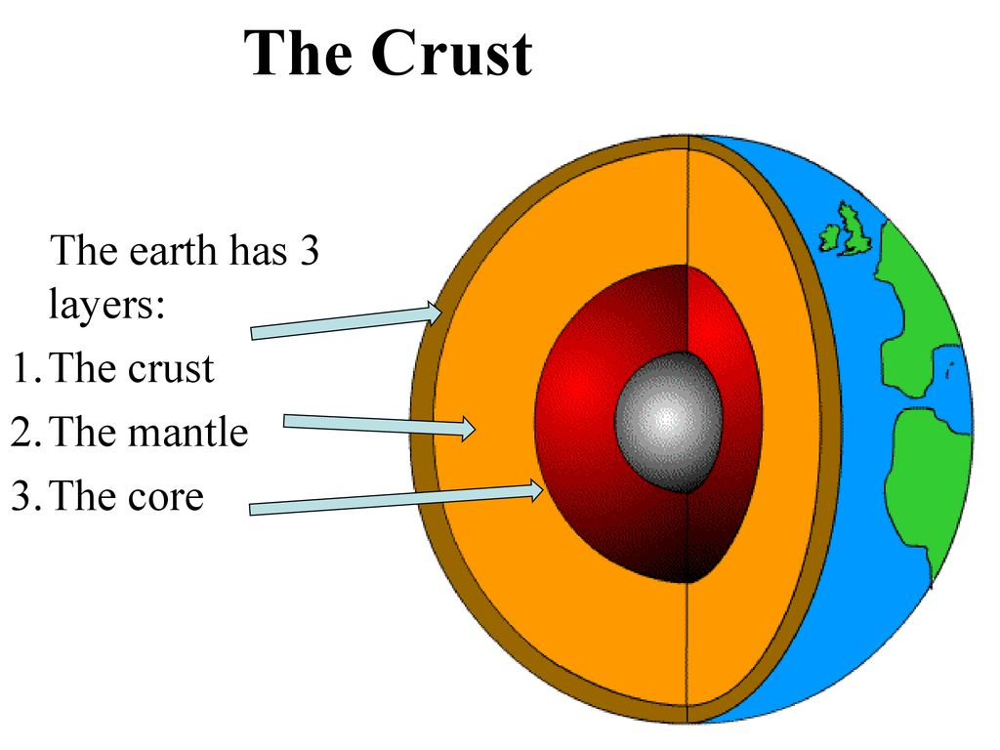 The Crust
The earth has 3
layers:
1. The crust
2. The mantle
3. The core